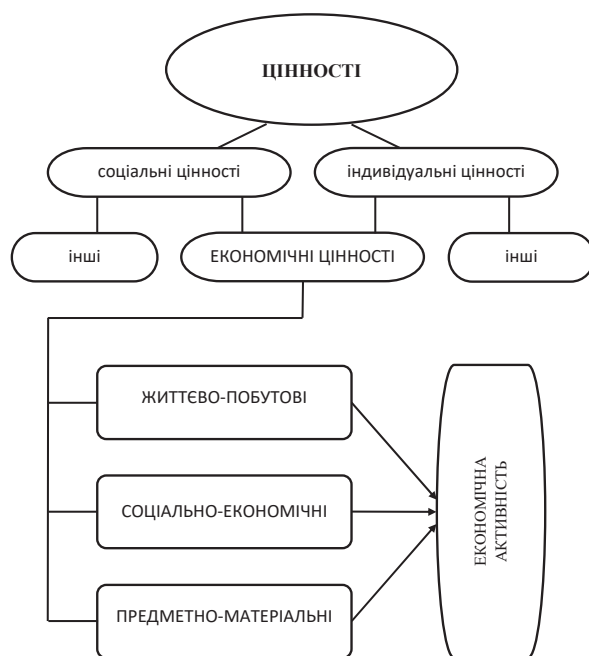 ЦІННОСТІ
соціальні цінності
індивідуальні цінності
інші
ЕКОНОМІЧНІ ЦІННОСТІ
інші
ЖИТТЄВО-ПОБУТОВІ
СОЦІАЛЬНО-ЕКОНОМІЧНІ
ПРЕДМЕТНО-МАТЕРІАЛЬНІ
ЕКОНОМІЧНА
АКТИВНІСТЬ